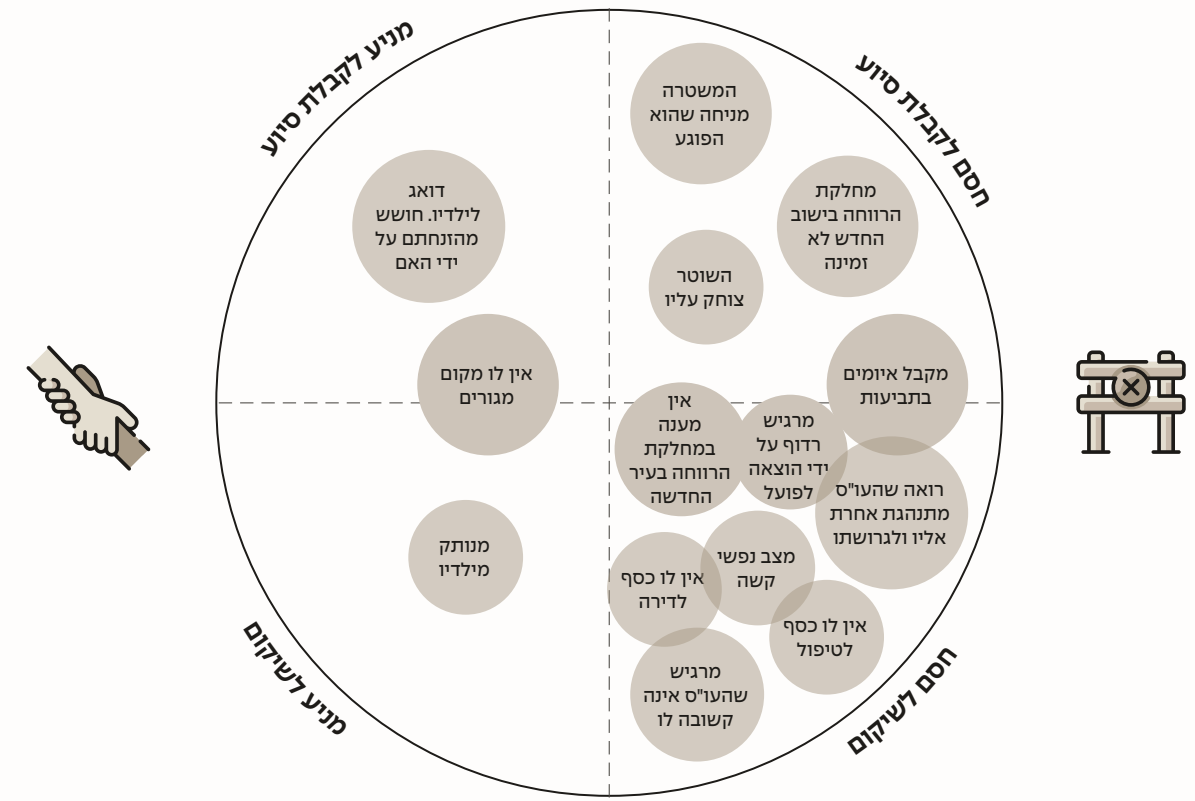 חסם לקבלת סיוע
מניע לקבלת סיוע
המשטרה
מניחה שהוא
הפוגע
מחלקת
הרווחה בישוב
החדש לא
זמינה
השוטר
צוחק עליו
מקבל איומים
בתביעות
דואג
לילדיו. חושש
מהזנחתם על
ידי האם
אין לו מקום
מגורים
אין
מענה
במחלקת
הרווחה בעיר
החדשה
מרגיש
רדוף על
ידי הוצאה
לפועל
רואה שהעו"ס
מתנהגת אחרת
אליו ולגרושתו
מצב נפשי
קשה
אין לו כסף
לדירה
אין לו כסף
לטיפול
מרגיש
שהעו"ס אינה
קשובה לו
מנותק
מילדיו
חסם לשיקום
מניע לשיקום